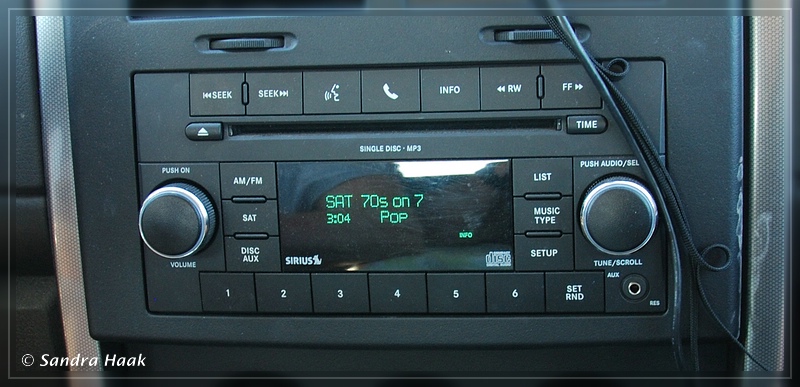 SEEK
SEEK
INFO
RW
FF
TIME
SINGLE DISC · MP3
PUSH ON
VOLUME
AM/FM
SAT
DISC
AUX
SAT 70s on 7
3:04 Pop
INFO
SIRIUS
disc
LIST
MUSIC
TYPE
SETUP
PUSH AUDIO/SEL
TUNE/SCROLL
1
2
3
4
5
6
SET
RND
AUX
RES
© Sandra Haak